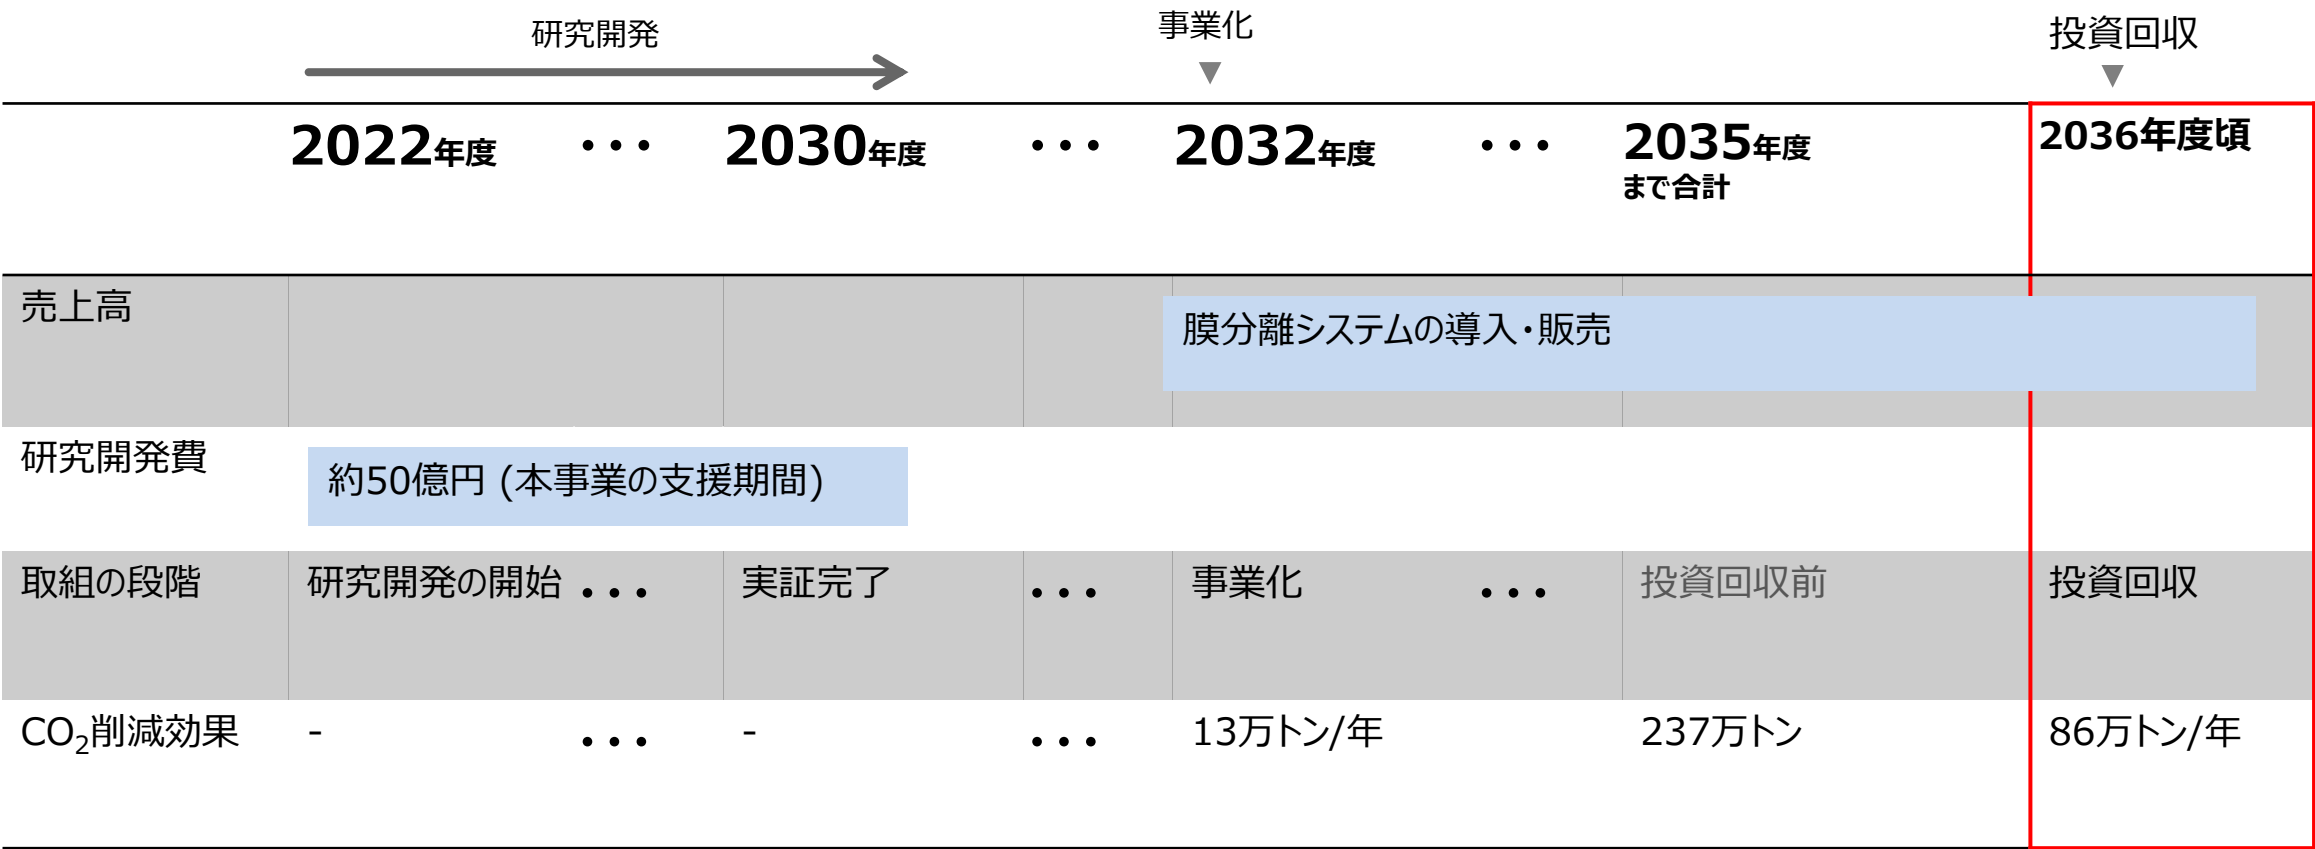 研究開発
事業化
投資回収
2022年度 ・・・ 2030年度 ・・・ 2032年度 ・・・ 2035年度まで合計 2036年度頃
売上高
膜分離システムの導入・販売
研究開発費
約50億円 (本事業の支援期間)
取組の段階 研究開発の開始 ・・・ 実証完了 ・・・ 事業化 ・・・ 投資回収前 投資回収
CO₂削減効果 - ・・・ - ・・・ 13万トン/年 237万トン 86万トン/年